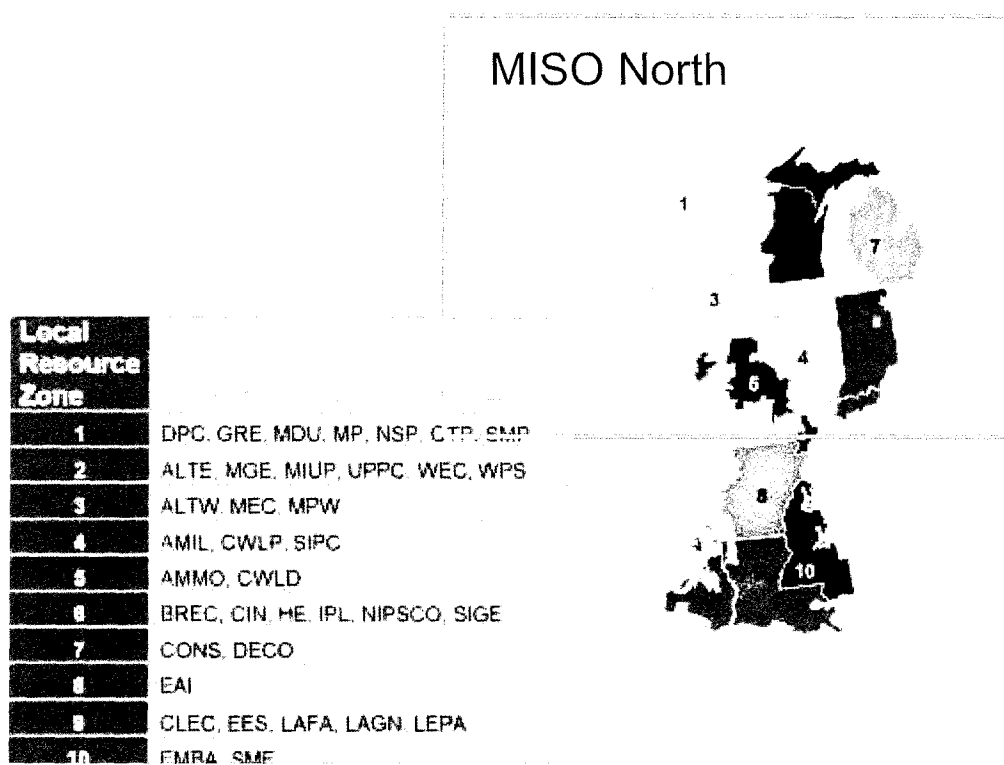 MISO North
1
7
3
4
5
8
10
Local
Resource
Zone
1 DPC, GRE, MDU, MP, NSP, OTP, SMP
2 ALTE, MGE, MIUP, UPPC, WEC, WPS
3 ALTW, MEC, MPW
4 AMIL, CWLP, SIPC
5 AMMO, CWLD
6 BREC, CIN, HE, IPL, NIPSCO, SIGE
7 CONS, DECO
8 EAI
9 CLEC, EES, LAFA, LAGN, LEPA
10 EMBA, SME